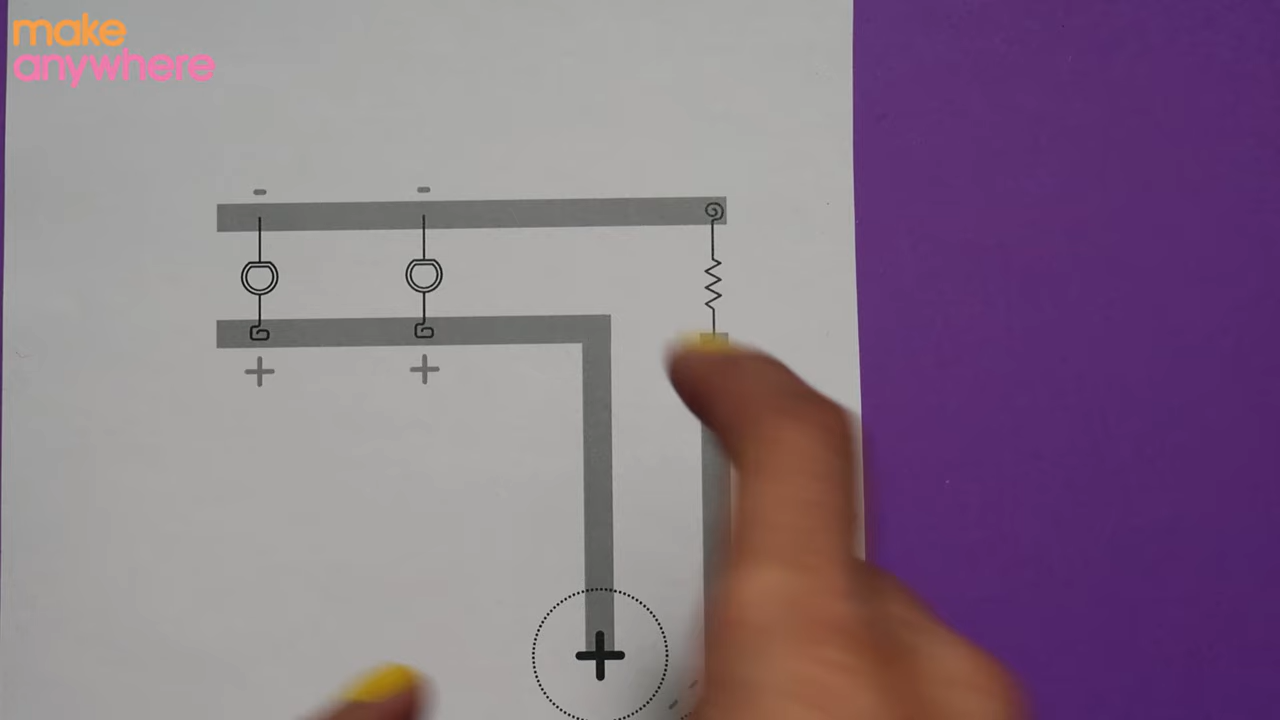 make
anywhere
- -
+ +
+